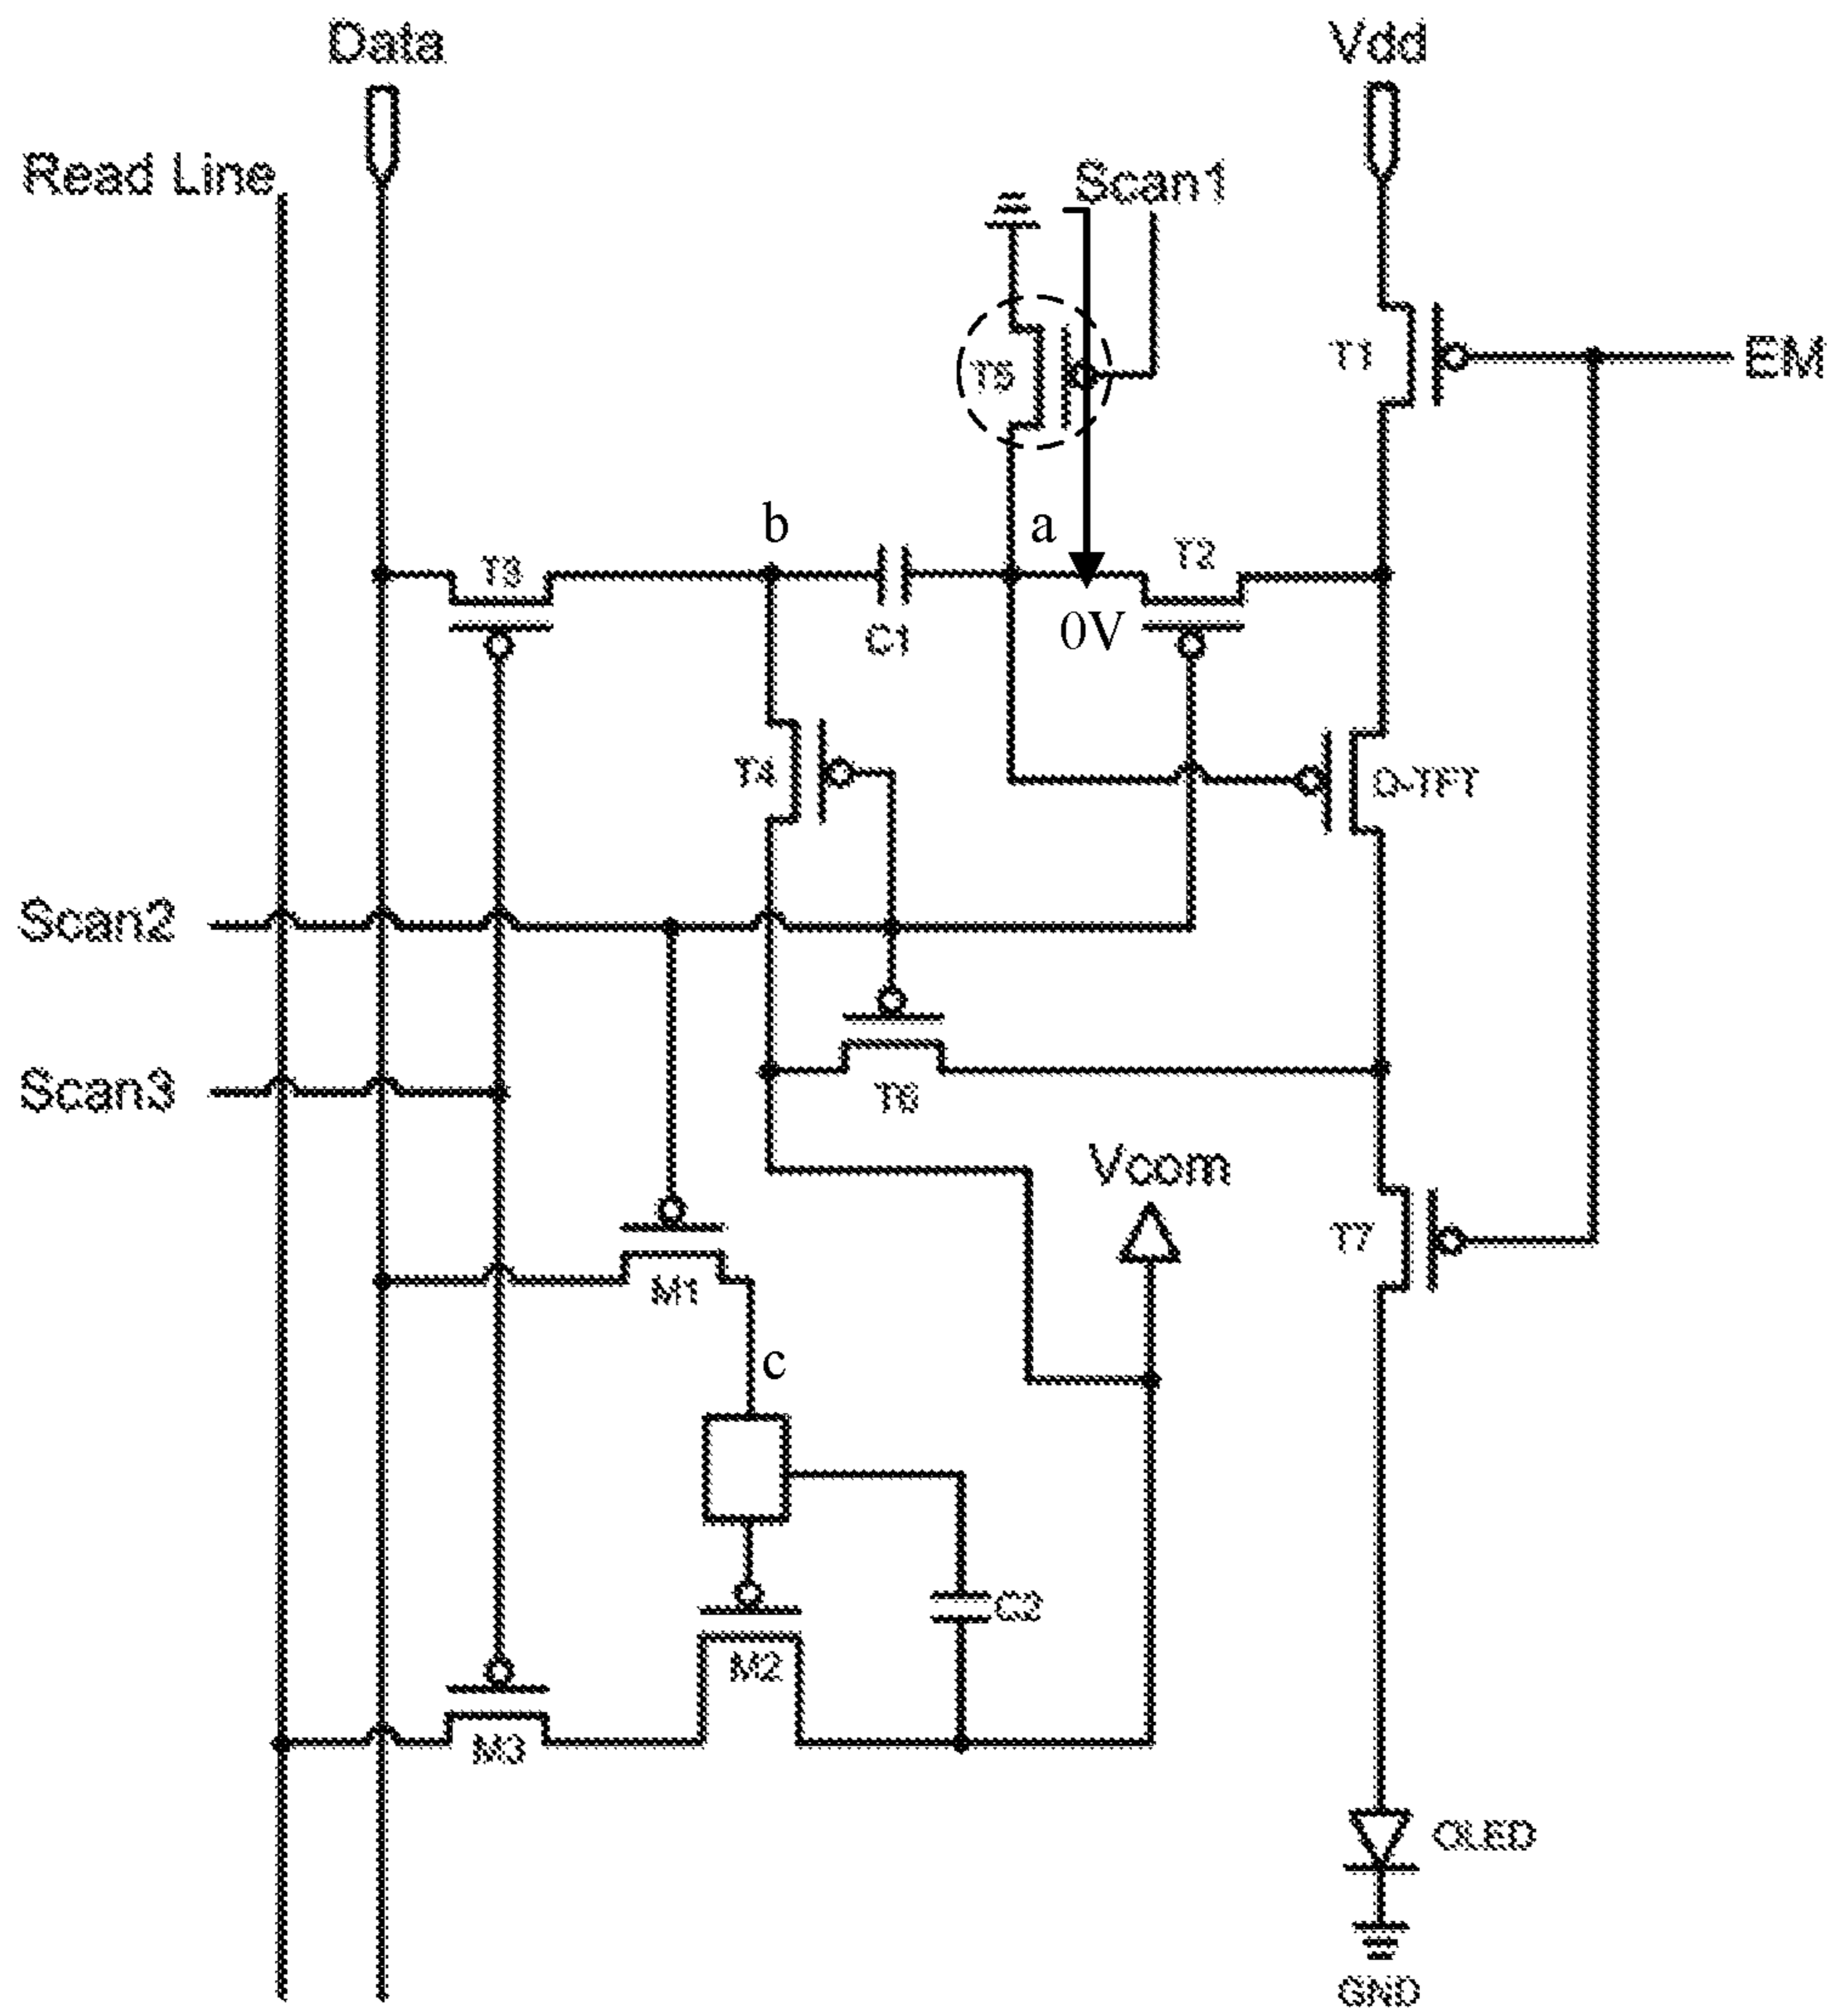 Data
Vdd
Read Line
Scan1
T5
T1
EM
b
a
T3
T2
C1
0V
T4
D-TFT
Scan2
Scan3
T6
Vcom
T7
M1
c
C2
M2
M3
OLED
GND